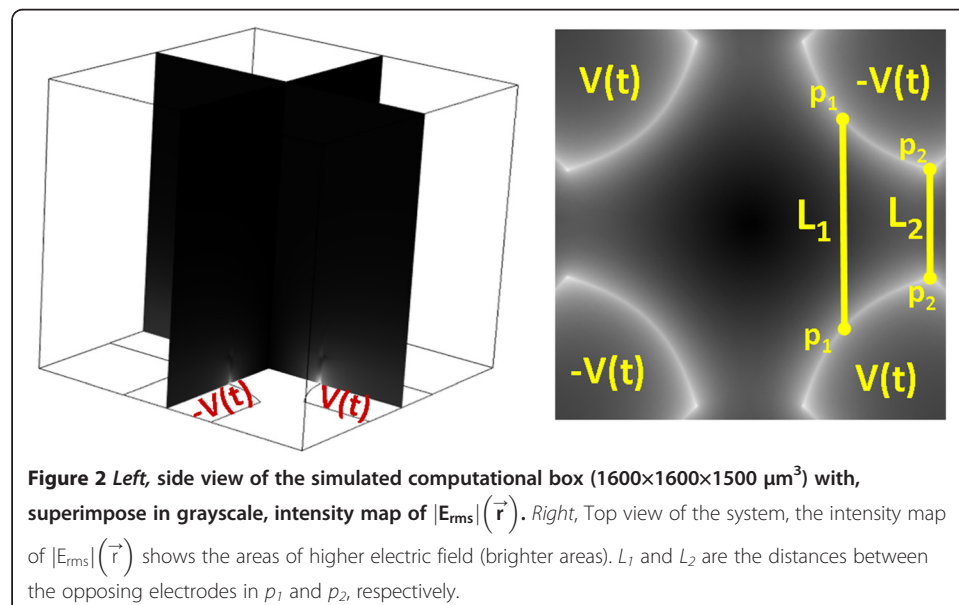 V(t)
-V(t)
p1
p2
L1
L2
p2
p1
-V(t)
V(t)
-V(t)
V(t)
Figure 2 Left, side view of the simulated computational box (1600×1600×1500 μm³) with,
superimpose in grayscale, intensity map of |Erms|(r⃗). Right, Top view of the system, the intensity map
of |Erms|(r⃗) shows the areas of higher electric field (brighter areas). L1 and L2 are the distances between
the opposing electrodes in p1 and p2, respectively.